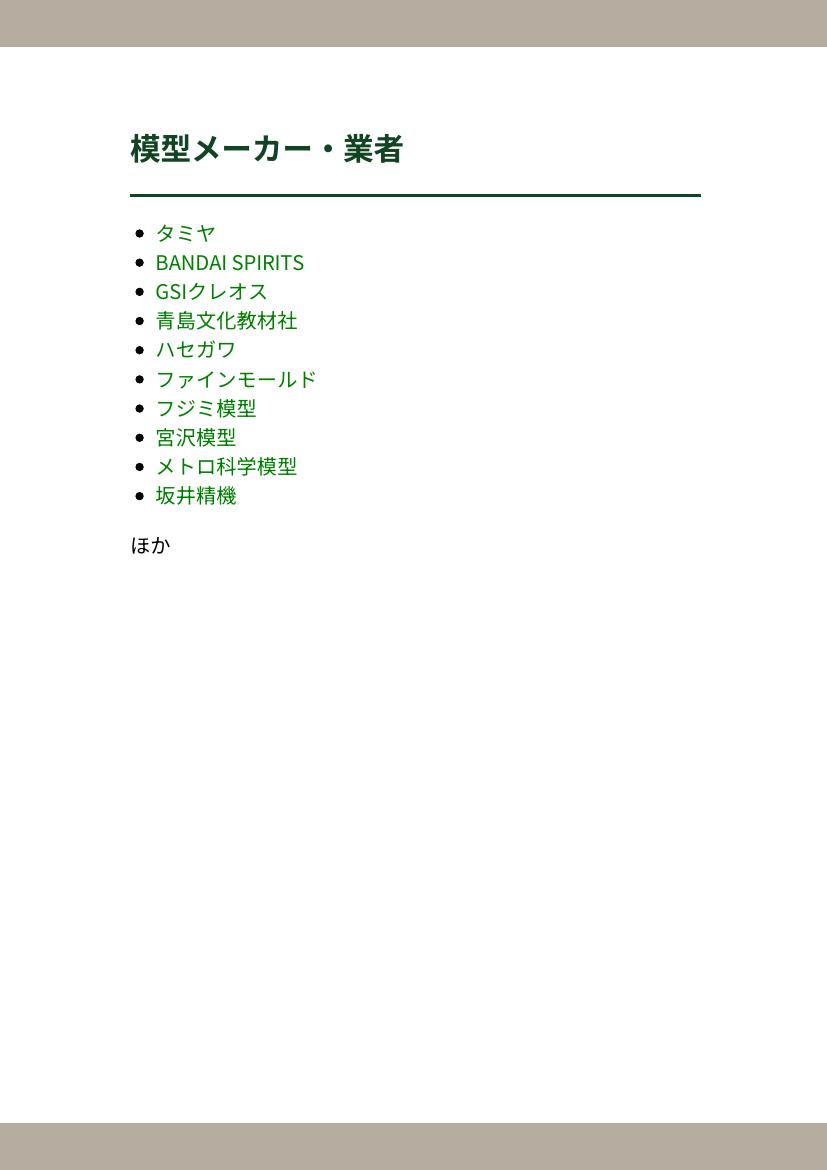 模型メーカー・業者
タミヤ
BANDAI SPIRITS
GSIクレオス
青島文化教材社
ハセガワ
ファインモールド
フジミ模型
宮沢模型
メトロ科学模型
坂井精機
ほか